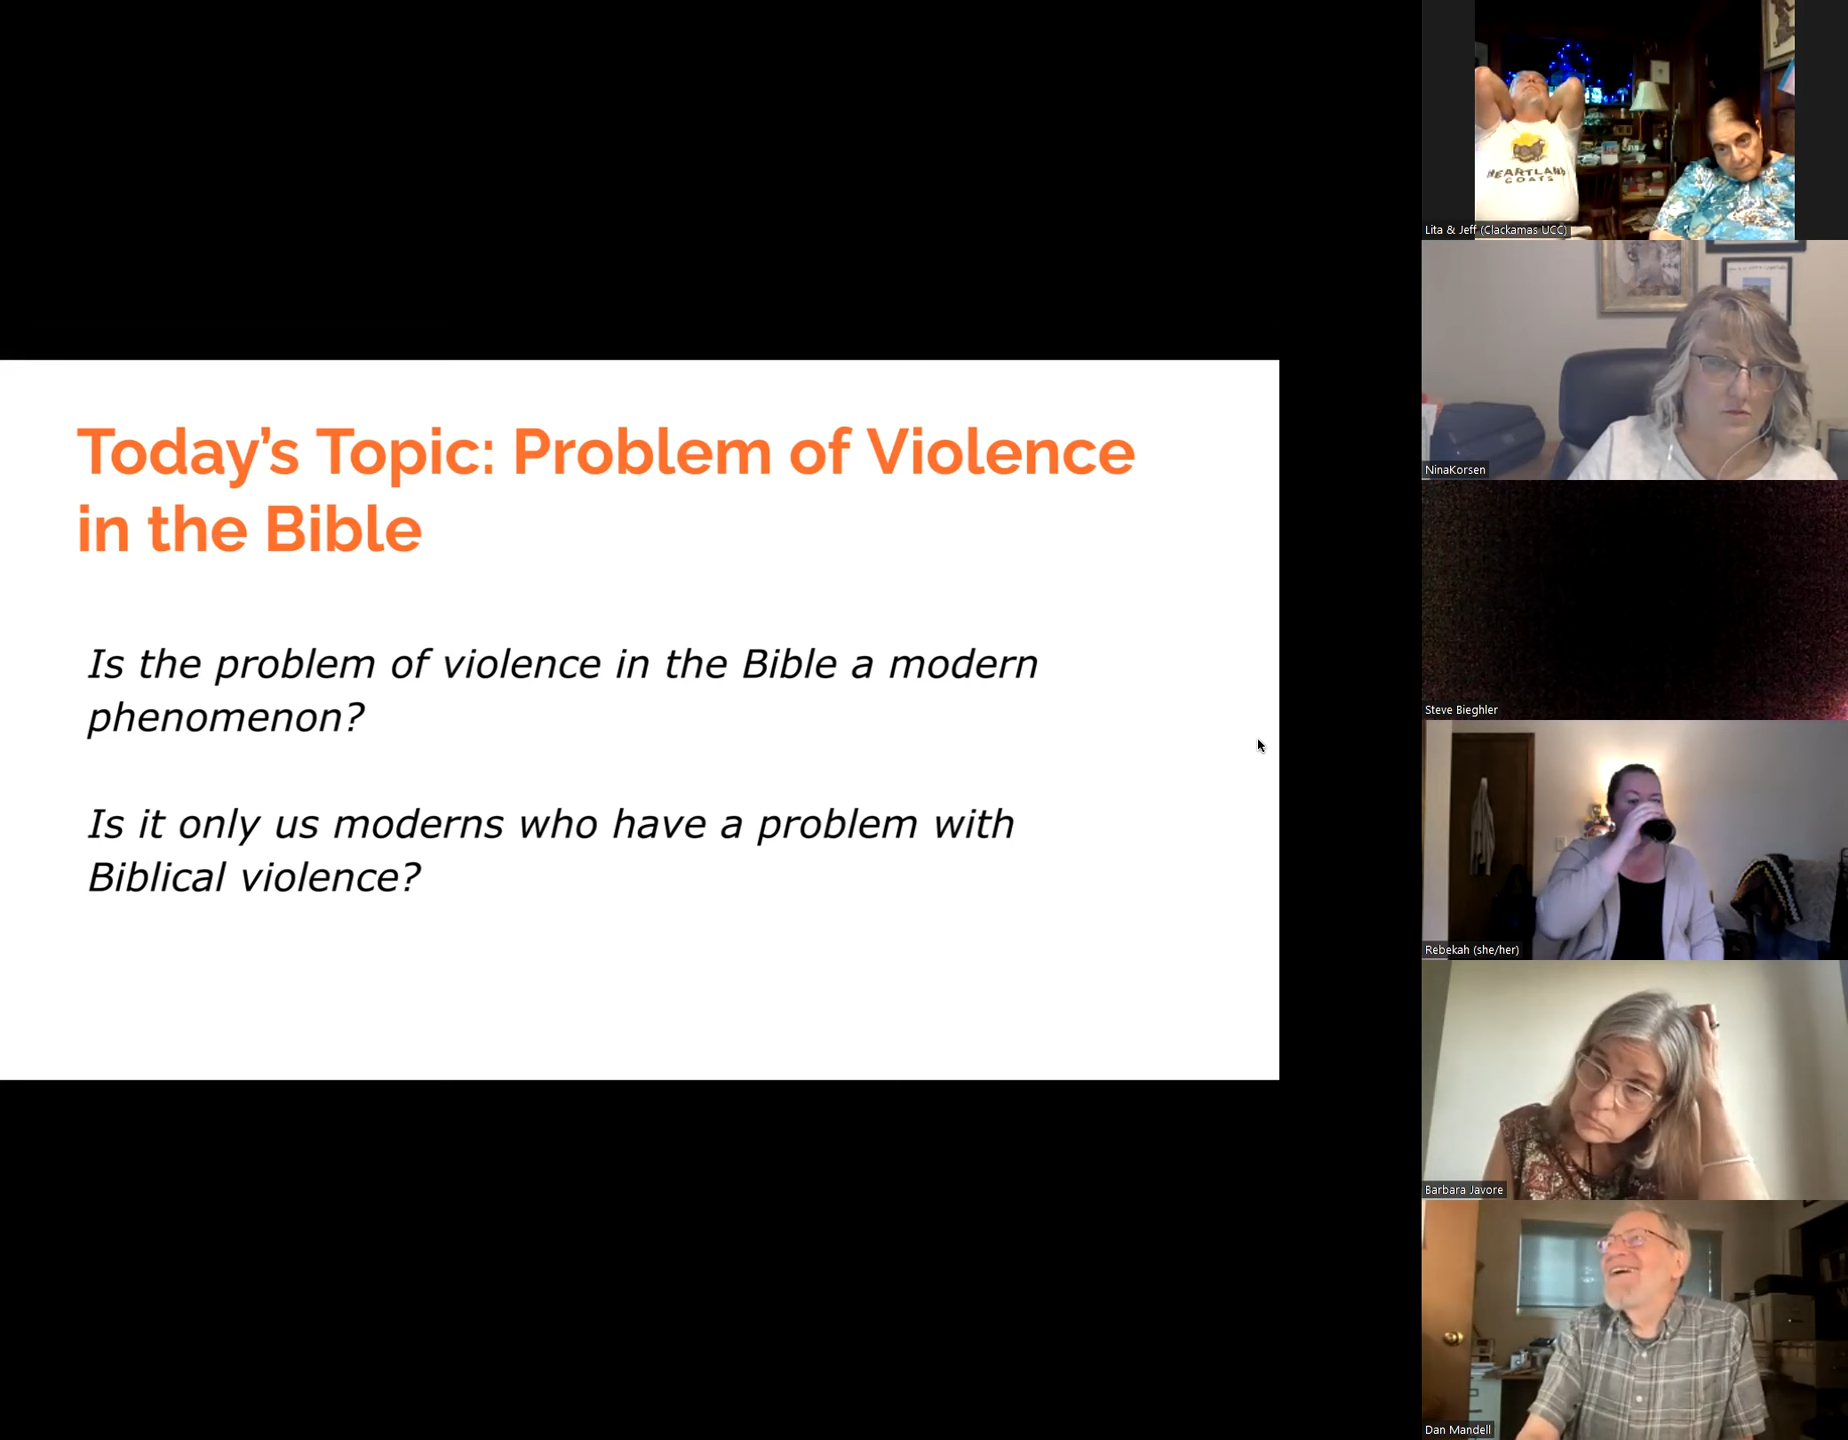 Today's Topic: Problem of Violence
in the Bible
Is the problem of violence in the Bible a modern
phenomenon?
Is it only us moderns who have a problem with
Biblical violence?
HEARTLAND
GOATS
Lita & Jeff (Clackamas UCC)
NinaKorsen
Steve Bieghler
Rebekah (she/her)
Barbara Javore
Dan Mandell